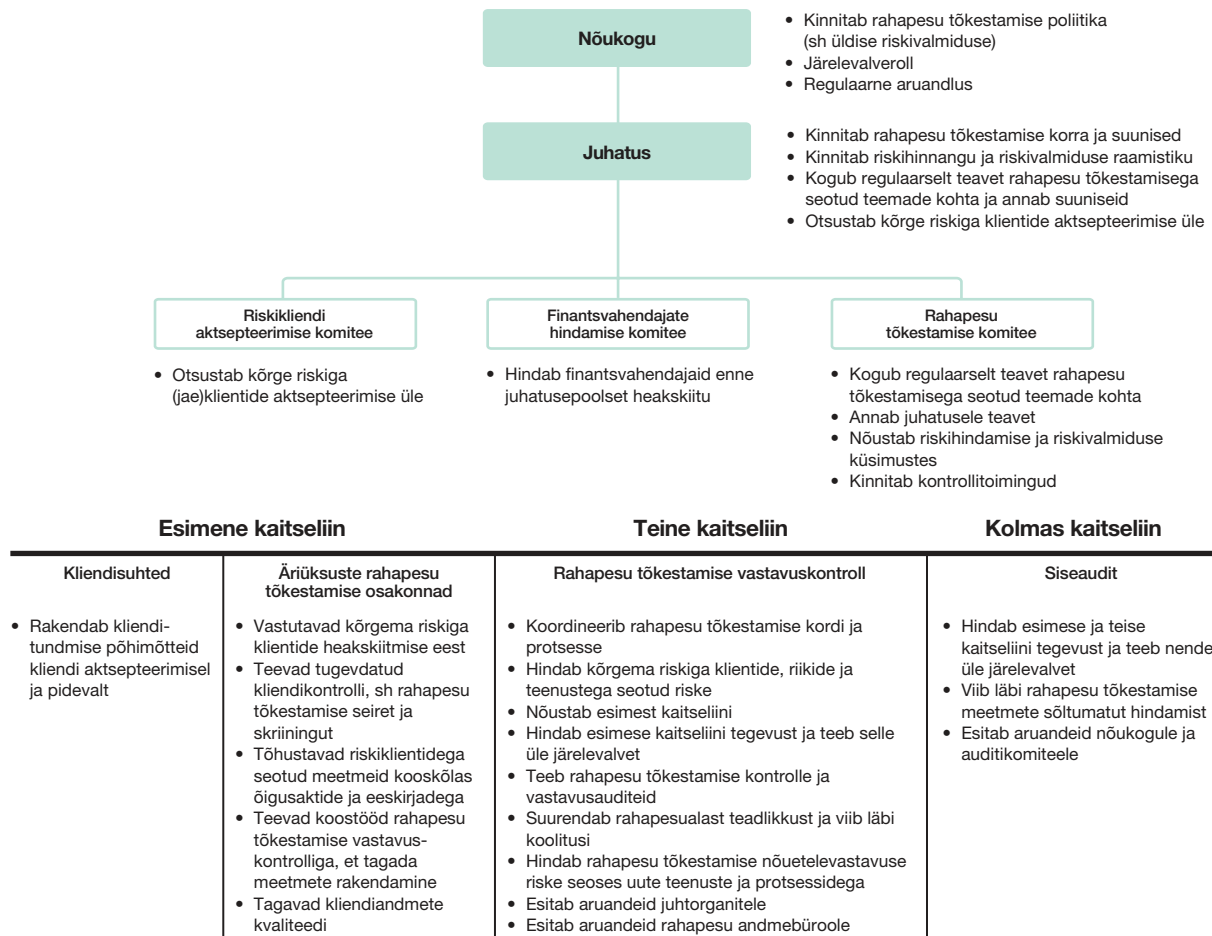 Nõukogu
• Kinnitab rahapesu tõkestamise poliitika
(sh üldise riskivalmiduse)
• Järelevalveroll
• Regulaarne aruandlus
Juhatus
• Kinnitab rahapesu tõkestamise korra ja suunised
• Kinnitab riskihinnangu ja riskivalmiduse raamistiku
• Kogub regulaarselt teavet rahapesu tõkestamisega
seotud teemade kohta ja annab suuniseid
• Otsustab kõrge riskiga klientide aktsepteerimise üle
Riskikliendi
aktsepteerimise komitee
• Otsustab kõrge riskiga
(jae)klientide aktsepteerimise üle
Finantsvahendajate
hindamise komitee
• Hindab finantsvahendajaid enne
juhatusepoolset heakskiitu
Rahapesu
tõkestamise komitee
• Kogub regulaarselt teavet rahapesu
tõkestamisega seotud teemade kohta
• Annab juhatusele teavet
• Nõustab riskihindamise ja riskivalmiduse
küsimustes
• Kinnitab kontrollitoimingud
Esimene kaitseliin
Kliendisuhted
• Rakendab kliendi-
tundmise põhimõtteid
kliendi aktsepteerimisel
ja pidevalt
Äriüksuste rahapesu
tõkestamise osakonnad
• Vastutavad kõrgema riskiga
klientide heakskiitmise eest
• Teevad tugevdatud
kliendikontrolli, sh rahapesu
tõkestamise seiret ja
skriiningut
• Tõhustavad riskiklientidega
seotud meetmeid kooskõlas
õigusaktide ja eeskirjadega
• Teevad koostööd rahapesu
tõkestamise vastavus-
kontrolliga, et tagada
meetmete rakendamine
• Tagavad kliendiandmete
kvaliteedi
Teine kaitseliin
Rahapesu tõkestamise vastavuskontroll
• Koordineerib rahapesu tõkestamise kordi ja
protsesse
• Hindab kõrgema riskiga klientide, riikide ja
teenustega seotud riske
• Nõustab esimest kaitseliini
• Hindab esimese kaitseliini tegevust ja teeb selle
üle järelevalvet
• Teeb rahapesu tõkestamise kontrolle ja
vastavusauditeid
• Suurendab rahapesualast teadlikkust ja viib läbi
koolitusi
• Hindab rahapesu tõkestamise nõuetelevastavuse
riske seoses uute teenuste ja protsessidega
• Esitab aruandeid juhtorganitele
• Esitab aruandeid rahapesu andmebüroole
Kolmas kaitseliin
Siseaudit
• Hindab esimese ja teise
kaitseliini tegevust ja teeb nende
üle järelevalvet
• Viib läbi rahapesu tõkestamise
meetmete sõltumatut hindamist
• Esitab aruandeid nõukogule ja
auditikomiteele